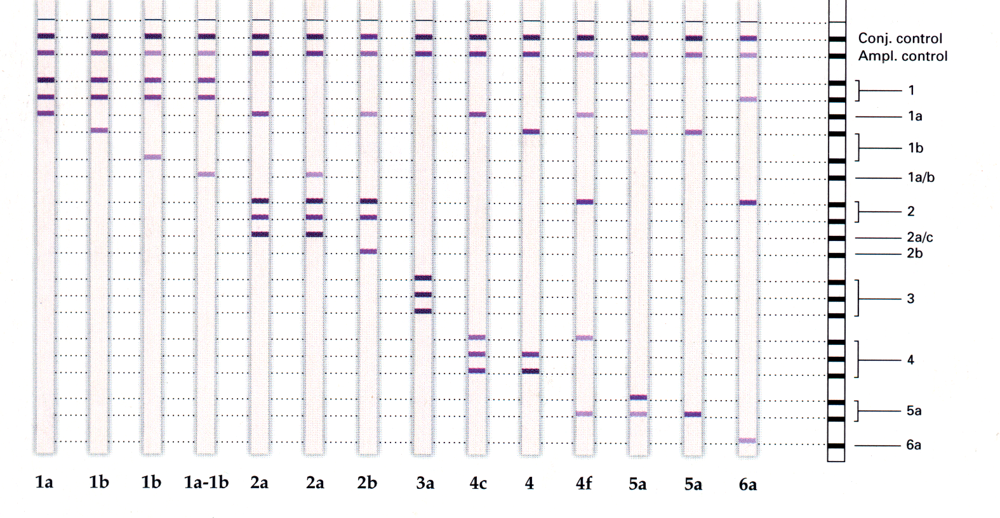 Conj. control
Ampl. control
1
1a
1b
1a/b
2
2a/c
2b
3
4
5a
6a
1a 1b 1b 1a-1b 2a 2a 2b 3a 4c 4 4f 5a 5a 6a